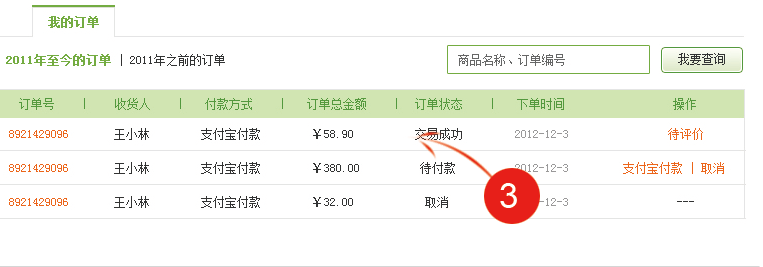 我的订单
2011年至今的订单 | 2011年之前的订单 商品名称、订单编号 我要查询
订单号 | 收货人 | 付款方式 | 订单总金额 | 订单状态 | 下单时间 操作
8921429096 王小林 支付宝付款 ￥58.90 交易成功 2012-12-3 待评价
8921429096 王小林 支付宝付款 ￥380.00 待付款 2012-12-3 支付宝付款 | 取消
8921429096 王小林 支付宝付款 ￥32.00 取消 -12-3 ---
3